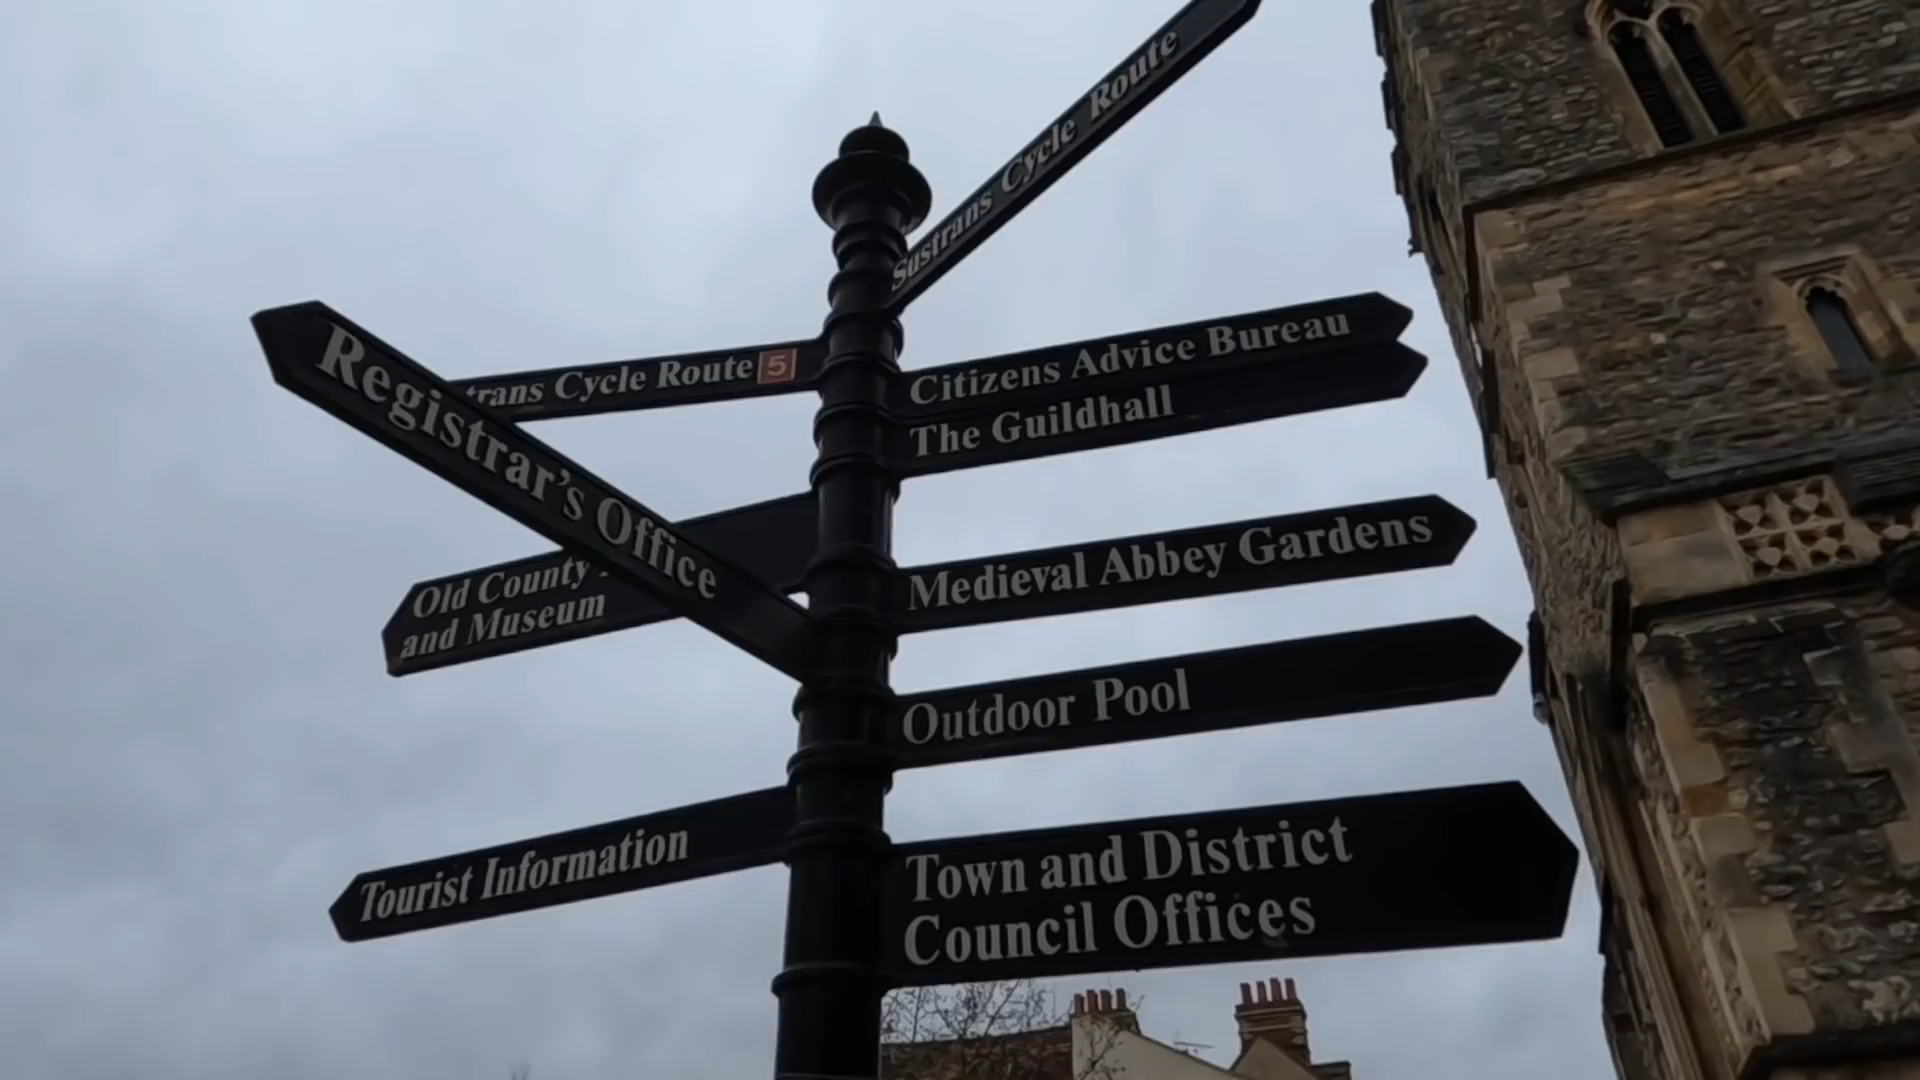 Sustrans Cycle Route
trans Cycle Route 5
Citizens Advice Bureau
The Guildhall
Registrar's Office
Old County
and Museum
Medieval Abbey Gardens
Outdoor Pool
Tourist Information
Town and District
Council Offices